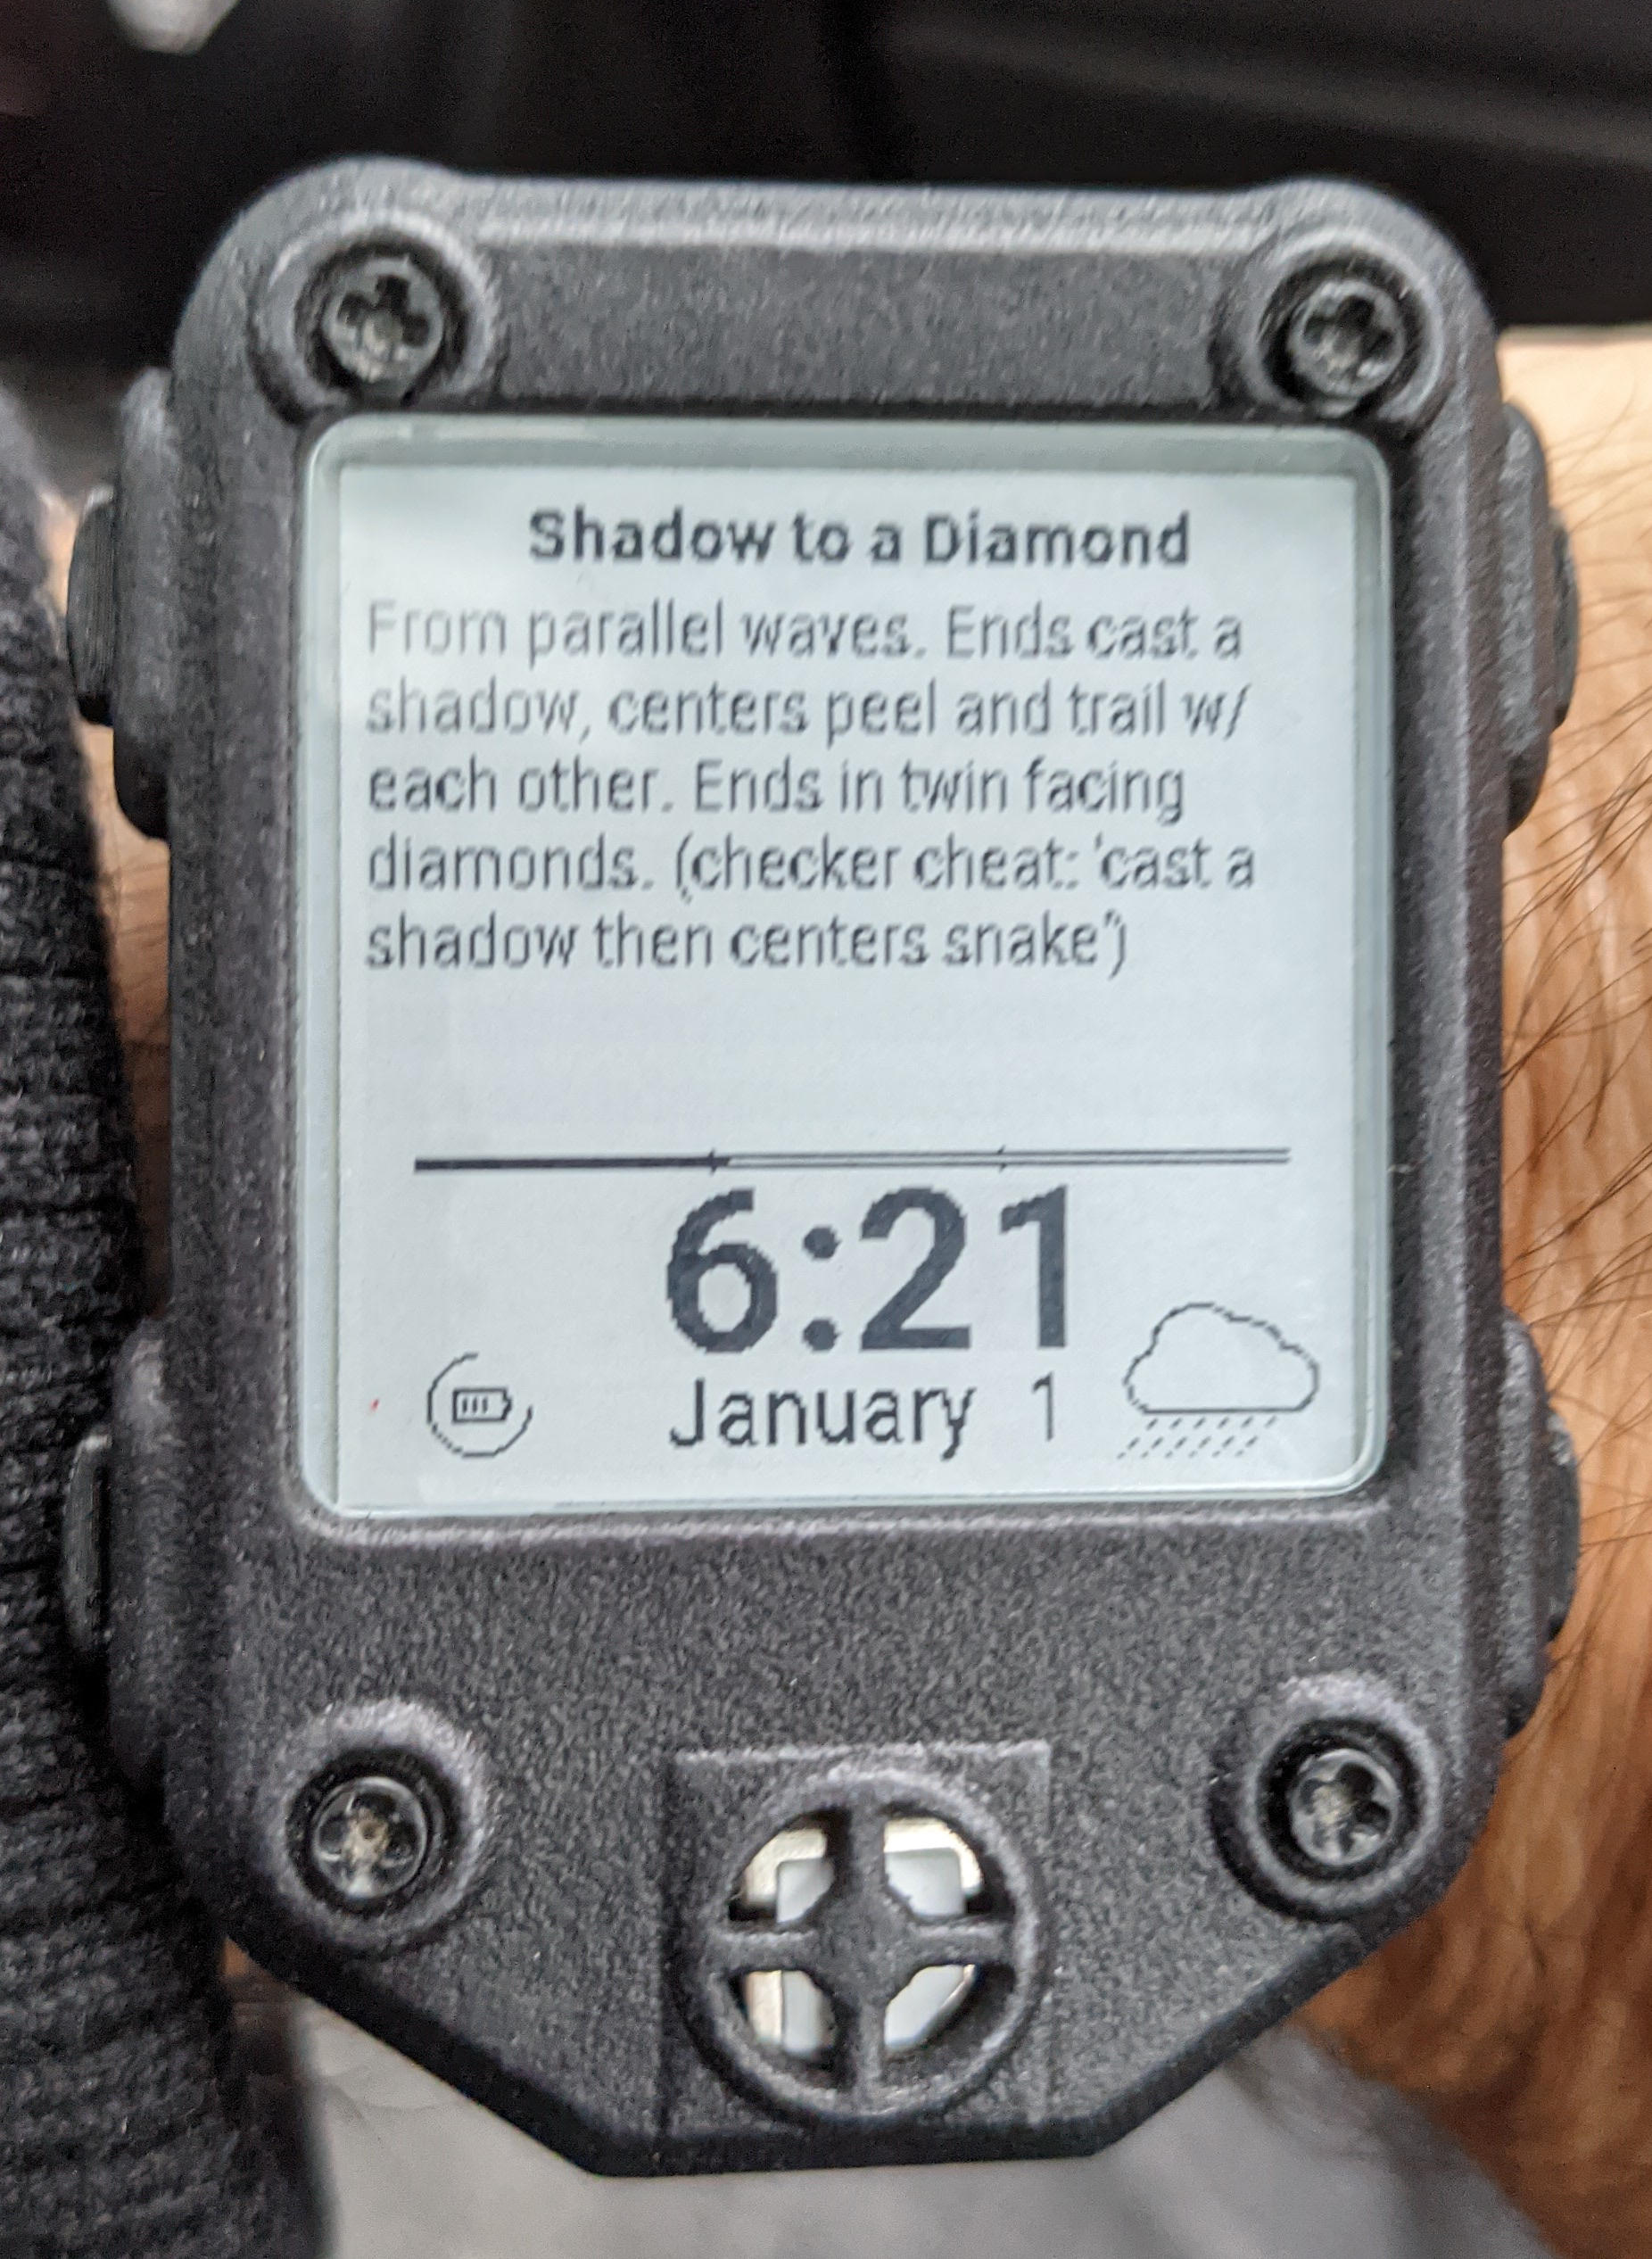 Shadow to a Diamond
From parallel waves. Ends cast a
shadow, centers peel and trail w/
each other. Ends in twin facing
diamonds. (checker cheat: 'cast a
shadow then centers snake')
6:21
January 1